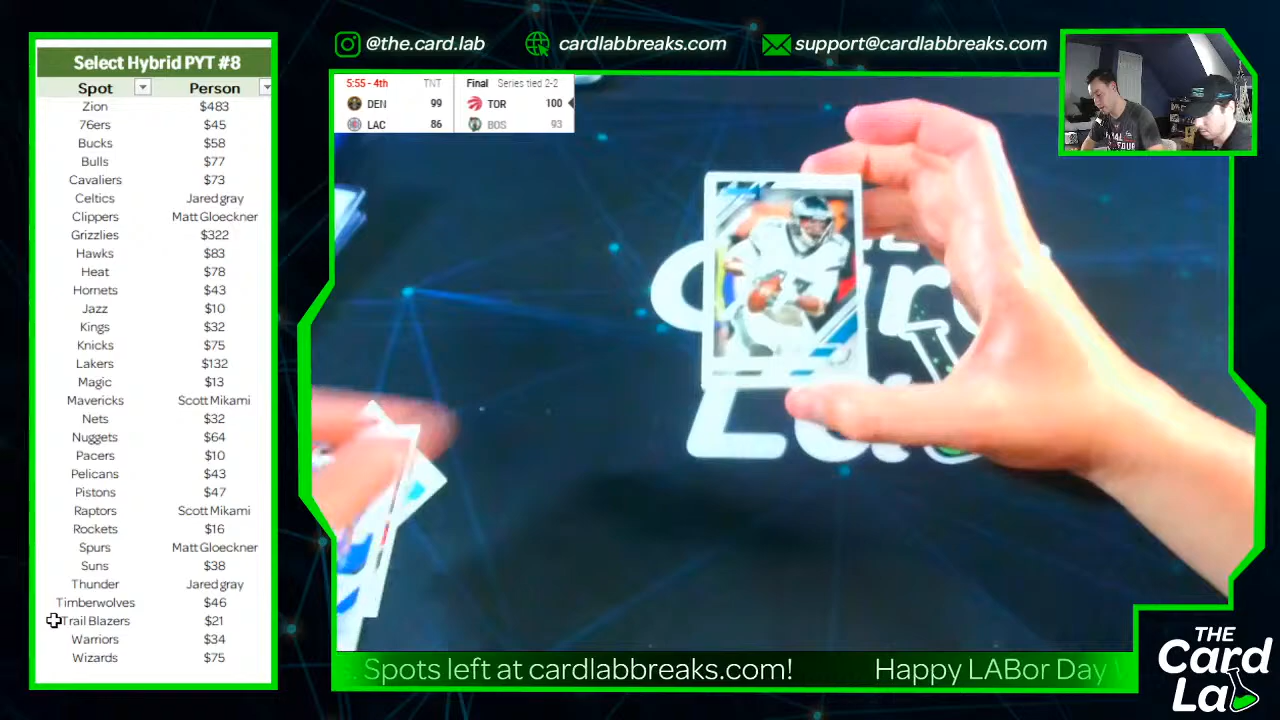 @the.card.lab
cardlabbreaks.com
support@cardlabbreaks.com
Select Hybrid PYT #8
Spot Person
Zion $483
76ers $45
Bucks $58
Bulls $77
Cavaliers $73
Celtics Jared gray
Clippers Matt Gloeckner
Grizzlies $322
Hawks $83
Heat $78
Hornets $43
Jazz $10
Kings $32
Knicks $75
Lakers $132
Magic $13
Mavericks Scott Mikami
Nets $32
Nuggets $64
Pacers $10
Pelicans $43
Pistons $47
Raptors Scott Mikami
Rockets $16
Spurs Matt Gloeckner
Suns $38
Thunder Jared gray
Timberwolves $46
Trail Blazers $21
Warriors $34
Wizards $75
5:55 - 4th TNT
DEN 99
LAC 86
Final Series tied 2-2
TOR 100
BOS 93
Spots left at cardlabbreaks.com! Happy LABor Day
THE
Card
La